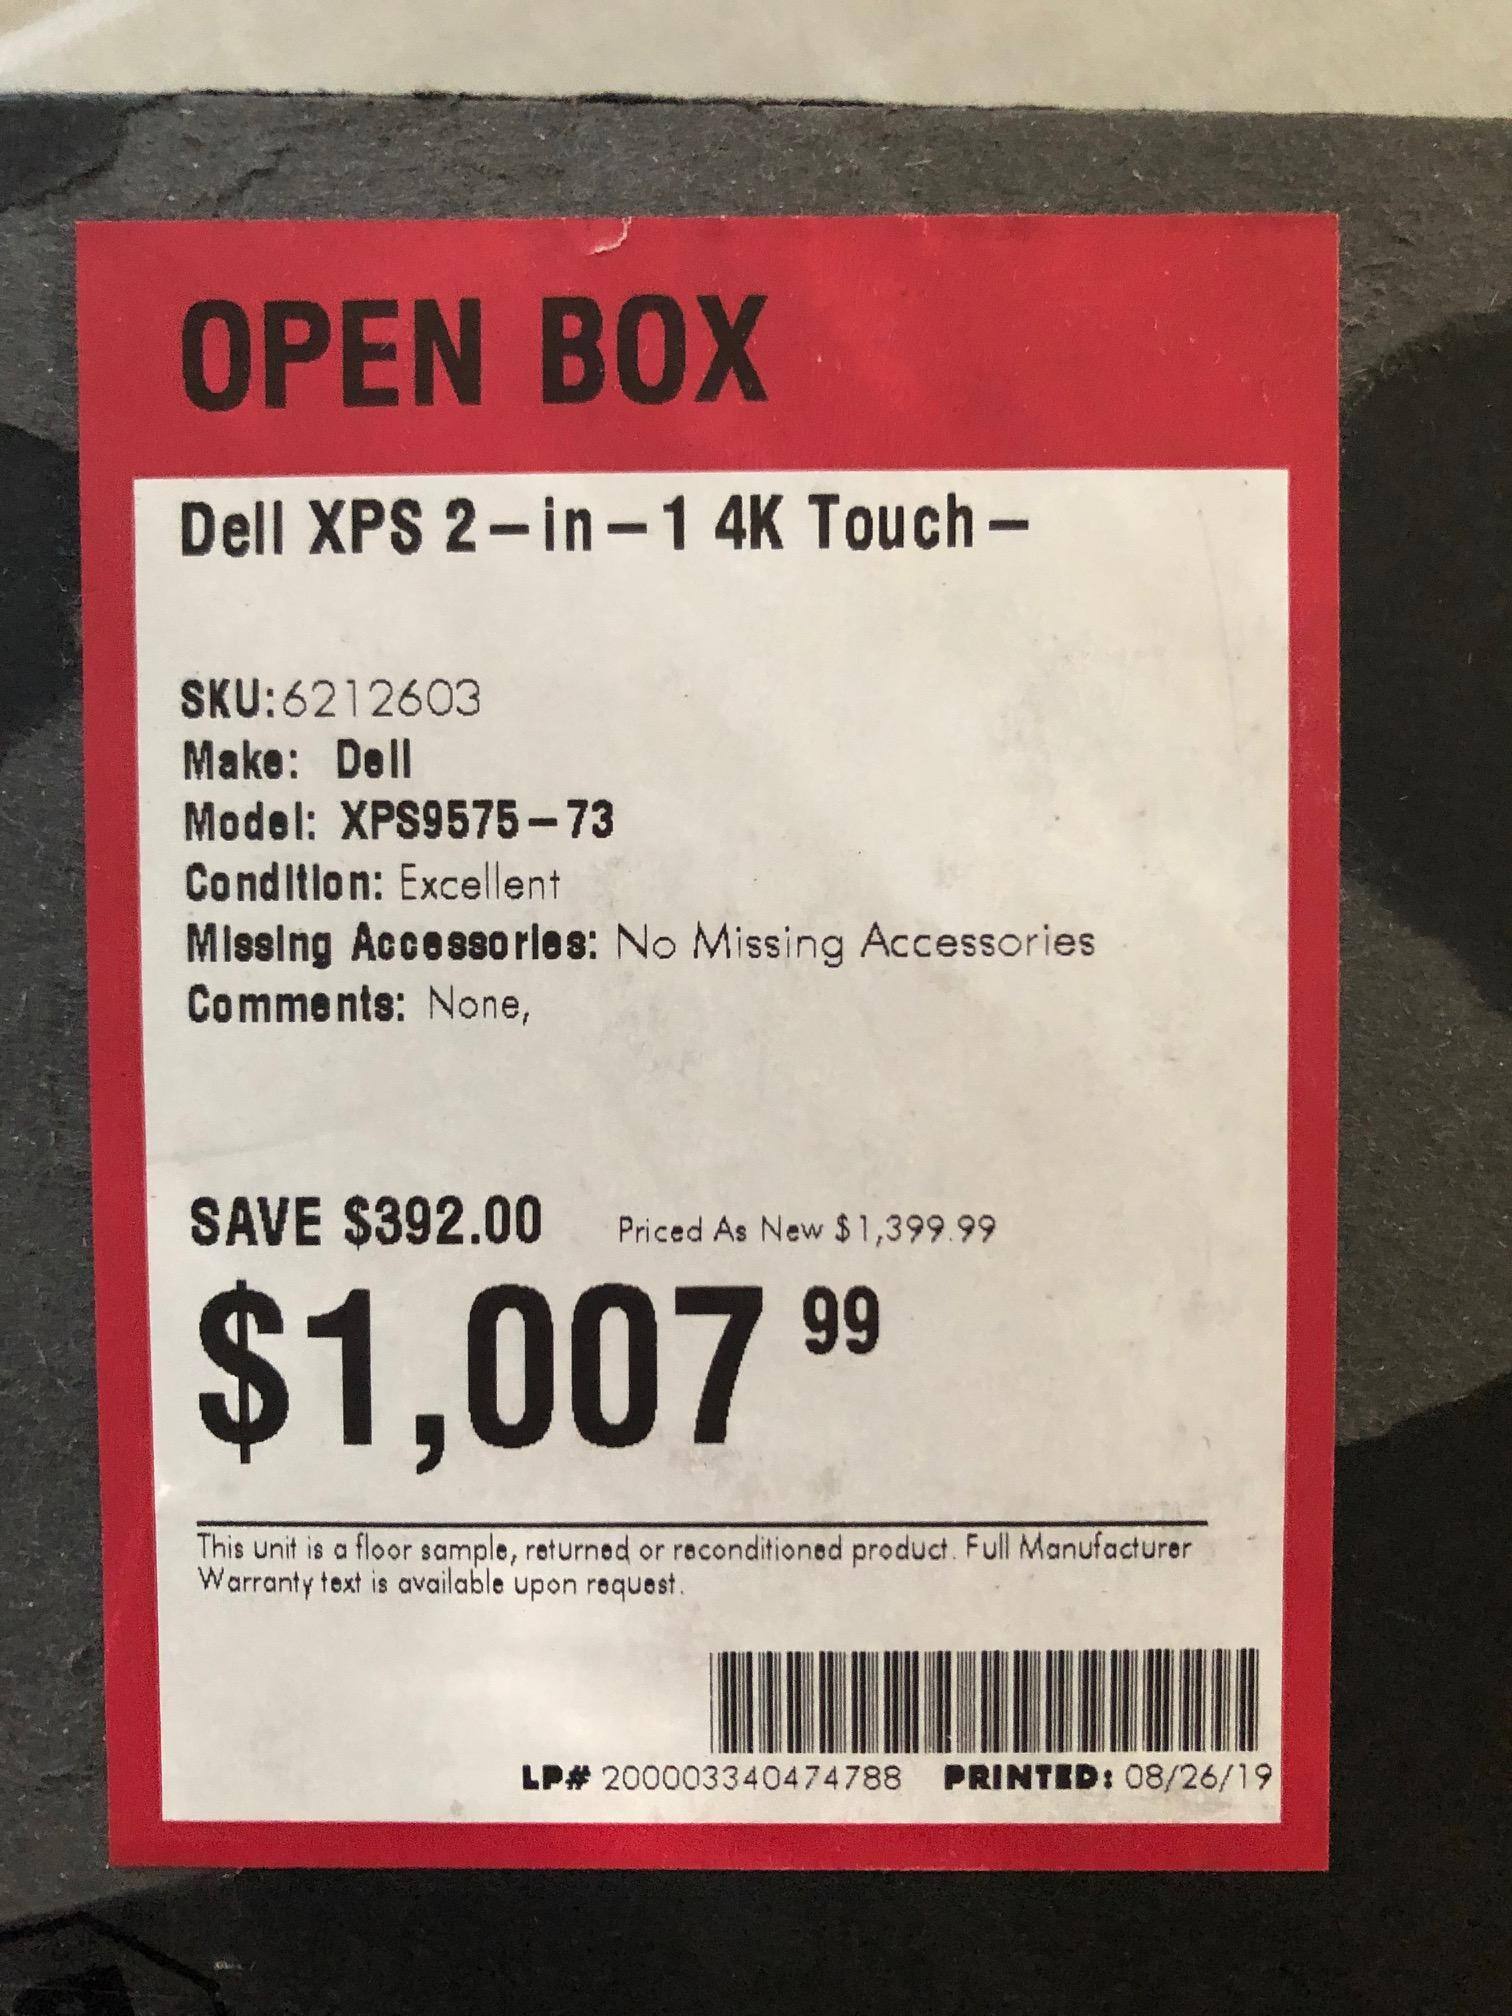 OPEN BOX
Dell XPS 2-in-1 4K Touch-
SKU:6212603
Make: Dell
Model: XPS9575-73
Condition: Excellent
Missing Accessories: No Missing Accessories
Comments: None,
SAVE $392.00 Priced As New $1,399.99
$1,007 99
This unit is a floor sample, returned or reconditioned product. Full Manufacturer
Warranty text is available upon request.
LP# 200003340474788 PRINTED: 08/26/19